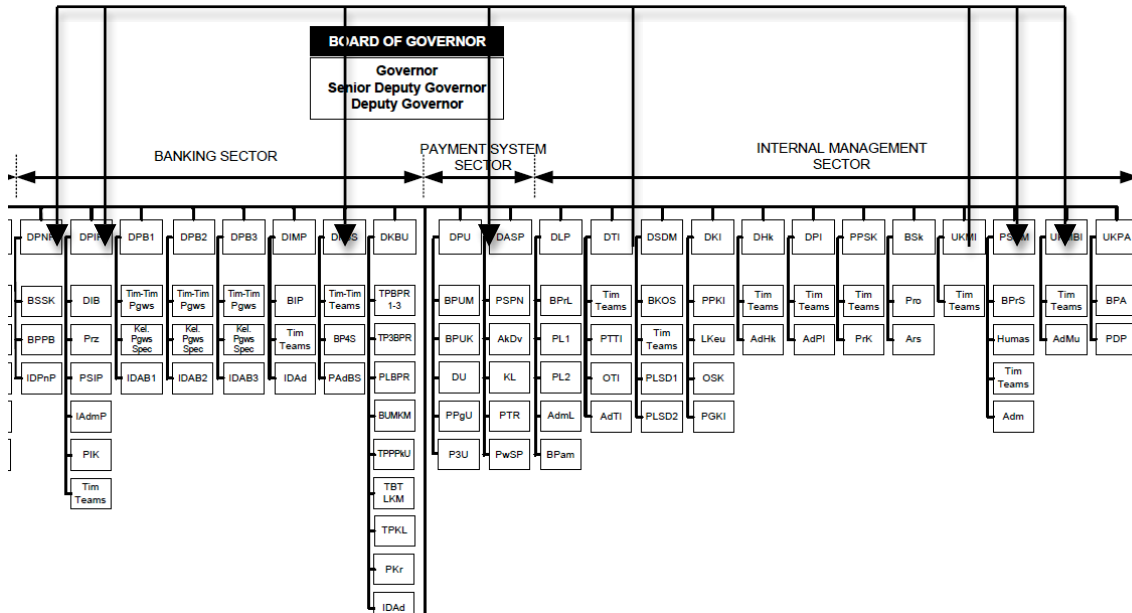 BOARD OF GOVERNOR
Governor
Senior Deputy Governor
Deputy Governor
BANKING SECTOR
PAYMENT SYSTEM
SECTOR
INTERNAL MANAGEMENT
SECTOR
DPB1
DPB2
DPB3
DIMP
DKBU
DPU
DASP
DLP
DTI
DSDM
DKI
DHk
DPI
PPSK
BSk
UKMI
UKPA
BSSK
BPPB
IDPnP
DIB
Prz
PSIP
IAdmP
PIK
Tim
Teams
Tim-Tim
Pgws
Kel.
Pgws
Spec
IDAB1
Tim-Tim
Pgws
Kel.
Pgws
Spec
IDAB2
Tim-Tim
Pgws
Kel.
Pgws
Spec
IDAB3
BIP
Tim
Teams
IDAd
Tim-Tim
Teams
BP4S
PAdBS
TPBPR
1-3
TP3BPR
PLBPR
BUMKM
TPPPkU
TBT
LKM
TPKL
PKr
IDAd
BPUM
BPUK
DU
PPgU
P3U
PSPN
AkDv
KL
PTR
PwSP
BPrL
PL1
PL2
AdmL
BPam
Tim
Teams
PTTI
OTI
AdTI
BKOS
Tim
Teams
PLSD1
PLSD2
PPKI
LKeu
OSK
PGKI
Tim
Teams
AdHk
Tim
Teams
AdPI
Tim
Teams
PrK
Pro
Ars
Tim
Teams
BPrS
Humas
Tim
Teams
Adm
Tim
Teams
AdMu
BPA
PDP